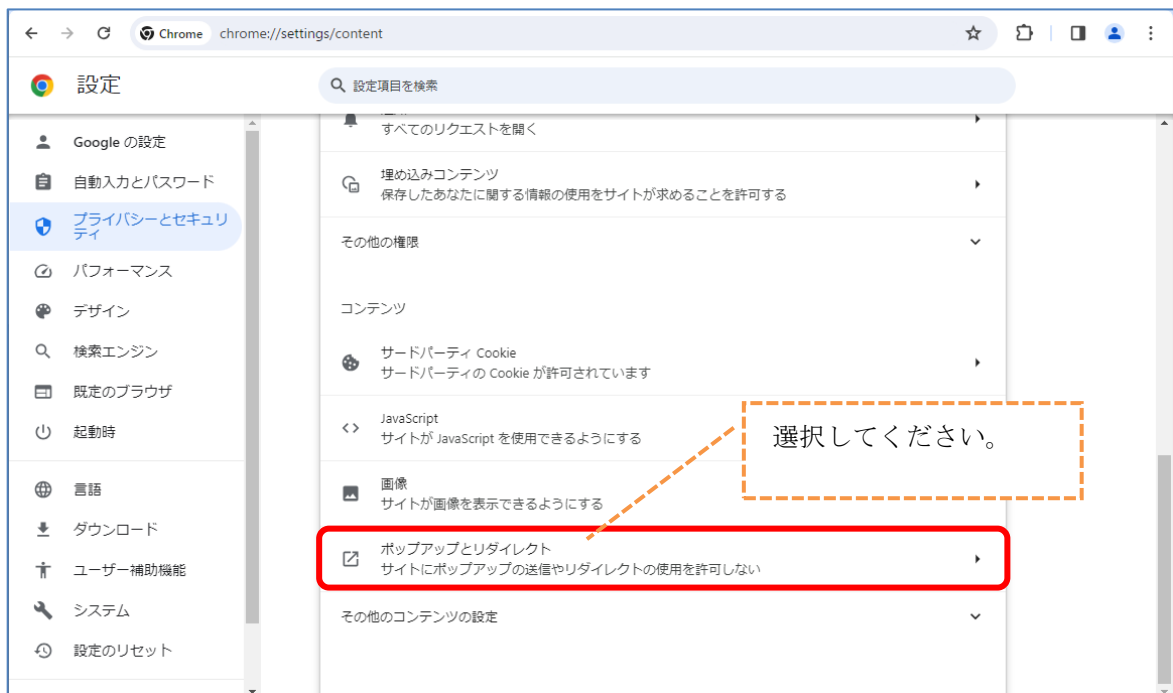 Chrome chrome://settings/content
設定
設定項目を検索
Google の設定
自動入力とパスワード
プライバシーとセキュリ
ティ
パフォーマンス
デザイン
検索エンジン
既定のブラウザ
起動時
言語
ダウンロード
ユーザー補助機能
システム
設定のリセット
すべてのリクエストを開く
埋め込みコンテンツ
保存したあなたに関する情報の使用をサイトが求めることを許可する
その他の権限
コンテンツ
サードパーティ Cookie
サードパーティの Cookie が許可されています
JavaScript
サイトが JavaScript を使用できるようにする
選択してください。
画像
サイトが画像を表示できるようにする
ポップアップとリダイレクト
サイトにポップアップの送信やリダイレクトの使用を許可しない
その他のコンテンツの設定